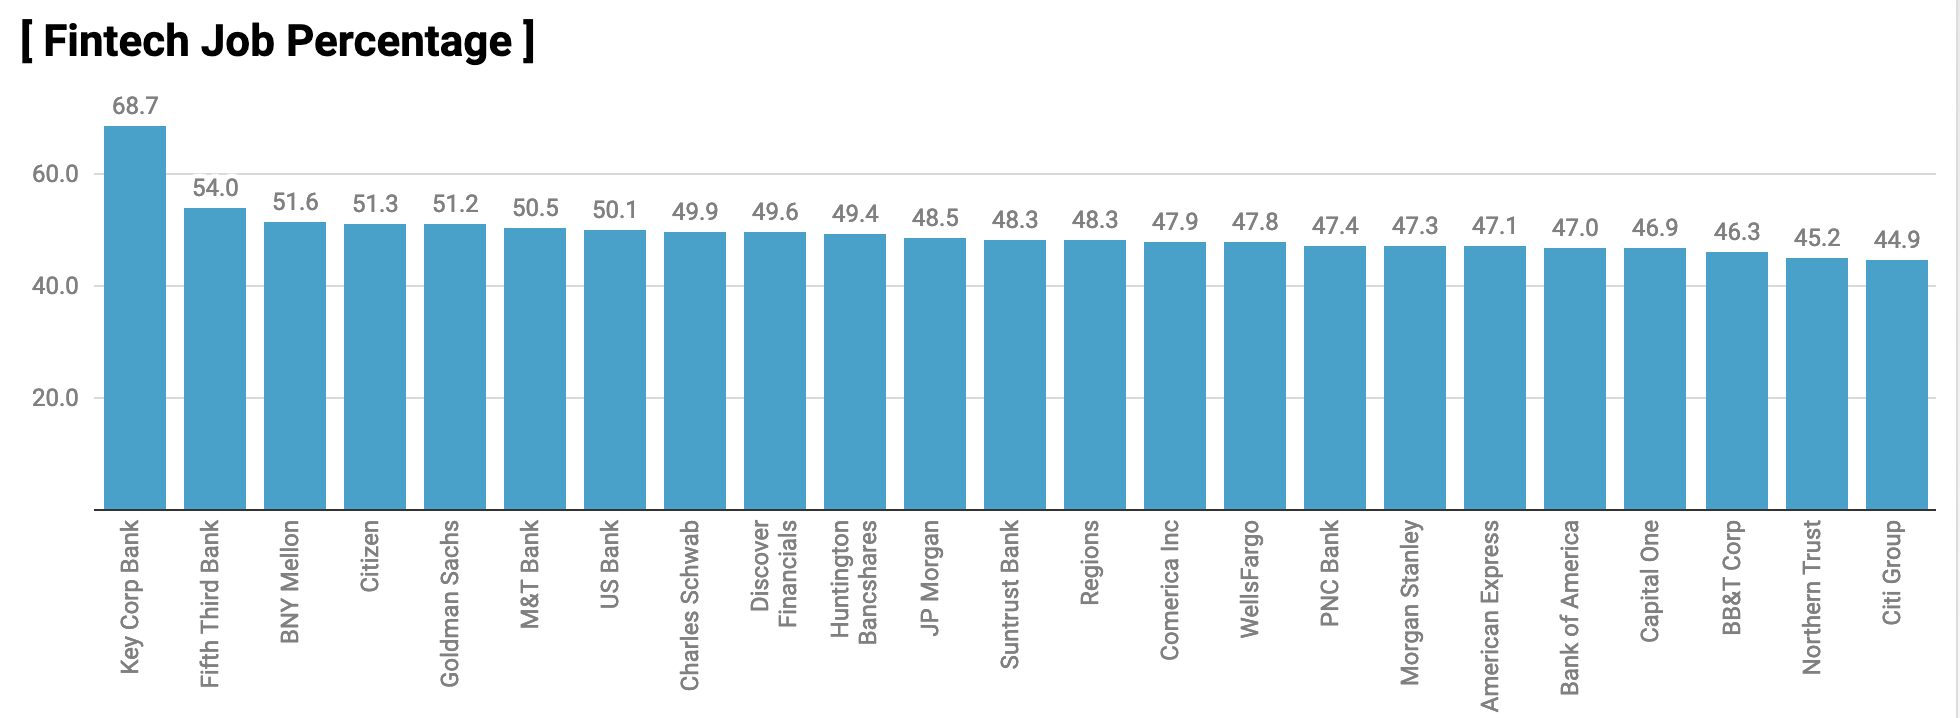 [ Fintech Job Percentage ]
68.7
60.0
54.0
51.6
51.3
51.2
50.5
50.1
49.9
49.6
49.4
48.5
48.3
48.3
47.9
47.8
47.4
47.3
47.1
47.0
46.9
46.3
45.2
44.9
40.0
20.0
Key Corp Bank
Fifth Third Bank
BNY Mellon
Citizen
Goldman Sachs
M&T Bank
US Bank
Charles Schwab
Discover
Financials
Huntington
Bancshares
JP Morgan
Suntrust Bank
Regions
Comerica Inc
WellsFargo
PNC Bank
Morgan Stanley
American Express
Bank of America
Capital One
BB&T Corp
Northern Trust
Citi Group